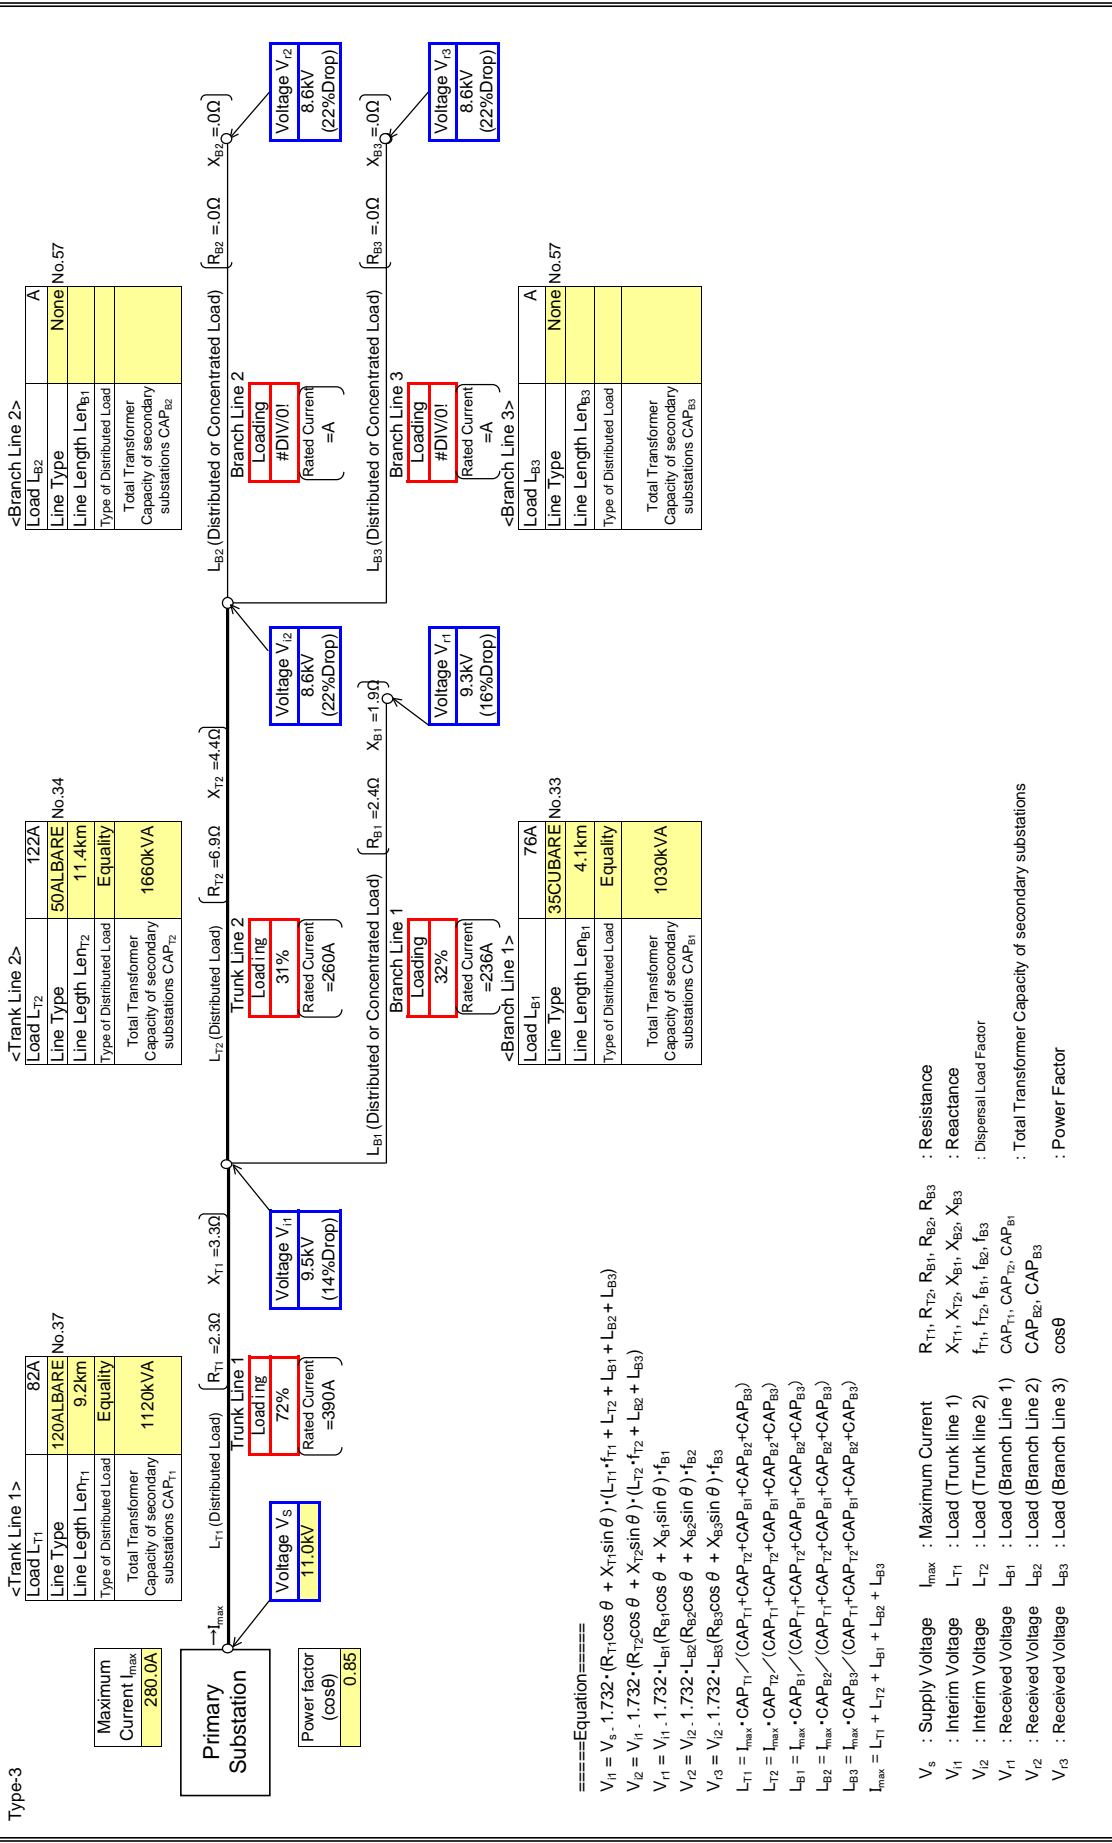 Type-3
Maximum
Current Imax
280.0A
Primary
Substation
Power factor
(cosθ)
0.85
→Imax
Voltage VS
11.0kV
<Trank Line 1>
Load LT1 82A
Line Type 120ALBARE No.37
Line Legth LenT1 9.2km
Type of Distributed Load Equality
Total Transformer
Capacity of secondary
substations CAPT1
1120kVA
LT1 (Distributed Load)
RT1 =2.3Ω XT1 =3.3Ω
Trunk Line 1
Loading
72%
Rated Current
=390A
Voltage Vi1
9.5kV
(14%Drop)
<Trank Line 2>
Load LT2 122A
Line Type 50ALBARE No.34
Line Length LenT2 11.4km
Type of Distributed Load Equality
Total Transformer
Capacity of secondary
substations CAPT2
1660kVA
LT2 (Distributed Load)
RT2 =6.9Ω XT2 =4.4Ω
Trunk Line 2
Loading
31%
Rated Current
=260A
Voltage Vi2
8.6kV
(22%Drop)
LB1 (Distributed or Concentrated Load)
RB1 =2.4Ω XB1 =1.9Ω
Branch Line 1
Loading
32%
Rated Current
=236A
Voltage Vr1
9.3kV
(16%Drop)
<Branch Line 1>
Load LB1 76A
Line Type 35CUBARE No.33
Line Length LenB1 4.1km
Type of Distributed Load Equality
Total Transformer
Capacity of secondary
substations CAPB1
1030kVA
<Branch Line 2>
Load LB2 A
Line Type None No.57
Line Length LenB1
Type of Distributed Load
Total Transformer
Capacity of secondary
substations CAPB2
LB2 (Distributed or Concentrated Load)
RB2 =.0Ω XB2 =.0Ω
Branch Line 2
Loading
#DIV/0!
Rated Current
=A
Voltage Vr2
8.6kV
(22%Drop)
LB3 (Distributed or Concentrated Load)
RB3 =.0Ω XB3 =.0Ω
Branch Line 3
Loading
#DIV/0!
Rated Current
=A
Voltage Vr3
8.6kV
(22%Drop)
<Branch Line 3>
Load LB3 A
Line Type None No.57
Line Length LenB3
Type of Distributed Load
Total Transformer
Capacity of secondary
substations CAPB3
=====Equation=====
Vi1 = Vs - 1.732・(RT1cos θ + XT1sin θ)・(LT1・fT1 + LT2 + LB1 + LB2 + LB3)
Vi2 = Vi1 - 1.732・(RT2cos θ + XT2sin θ)・(LT2・fT2 + LB2 + LB3)
Vr1 = Vi1 - 1.732・LB1(RB1cos θ + XB1sin θ)・fB1
Vr2 = Vi2 - 1.732・LB2(RB2cos θ + XB2sin θ)・fB2
Vr3 = Vi2 - 1.732・LB3(RB3cos θ + XB3sin θ)・fB3
LT1 = Imax・CAPT1／(CAPT1+CAPT2+CAPB1+CAPB2+CAPB3)
LT2 = Imax・CAPT2／(CAPT1+CAPT2+CAPB1+CAPB2+CAPB3)
LB1 = Imax・CAPB1／(CAPT1+CAPT2+CAPB1+CAPB2+CAPB3)
LB2 = Imax・CAPB2／(CAPT1+CAPT2+CAPB1+CAPB2+CAPB3)
LB3 = Imax・CAPB3／(CAPT1+CAPT2+CAPB1+CAPB2+CAPB3)
Imax = LT1 + LT2 + LB1 + LB2 + LB3
Vs : Supply Voltage Imax : Maximum Current RT1, RT2, RB1, RB2, RB3 : Resistance
Vi1 : Interim Voltage LT1 : Load (Trunk line 1) XT1, XT2, XB1, XB2, XB3 : Reactance
Vi2 : Interim Voltage LT2 : Load (Trunk line 2) fT1, fT2, fB1, fB2, fB3 : Dispersal Load Factor
Vr1 : Received Voltage LB1 : Load (Branch Line 1) CAPT1, CAPT2, CAPB1
Vr2 : Received Voltage LB2 : Load (Branch Line 2) CAPB2, CAPB3 : Total Transformer Capacity of secondary substations
Vr3 : Received Voltage LB3 : Load (Branch Line 3) cosθ : Power Factor